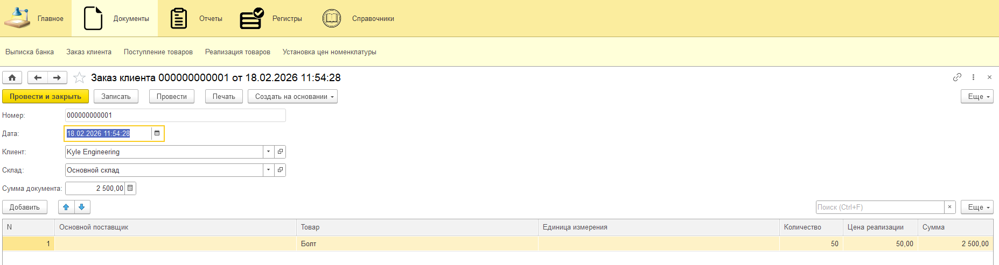 Главное Документы Отчеты Регистры Справочники
Выписка банка Заказ клиента Поступление товаров Реализация товаров Установка цен номенклатуры
Заказ клиента 000000000001 от 18.02.2026 11:54:28
Провести и закрыть Записать Провести Печать Создать на основании Еще
Номер: 000000000001
Дата: 18.02.2026 11:54:28
Клиент: Kyle Engineering
Склад: Основной склад
Сумма документа: 2 500,00
Добавить Поиск (Ctrl+F) × Еще
N Основной поставщик Товар Единица измерения Количество Цена реализации Сумма
1 Болт 50 50,00 2 500,00